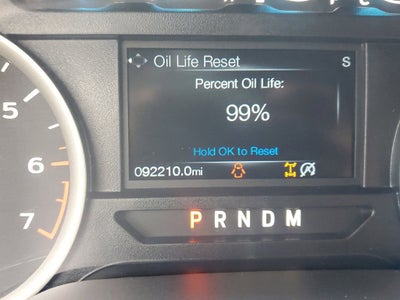 Oil Life Reset S
Percent Oil Life:
99%
Hold OK to Reset
092210.0mi
P R N D M
5
6
7